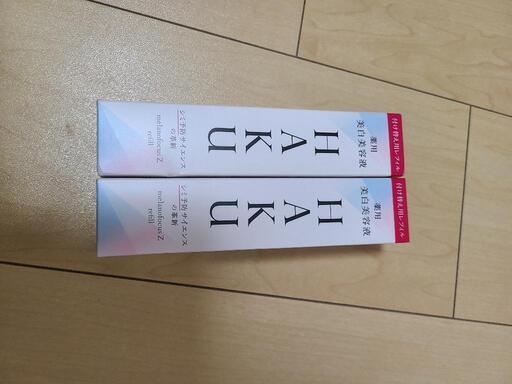 付け替え用レフィル
薬用
美白美容液
HAKU
シミ予防サイエンス
の革新
melanofocus Z
refill
付け替え用レフィル
薬用
美白美容液
HAKU
シミ予防サイエンス
の革新
melanofocus Z
refill